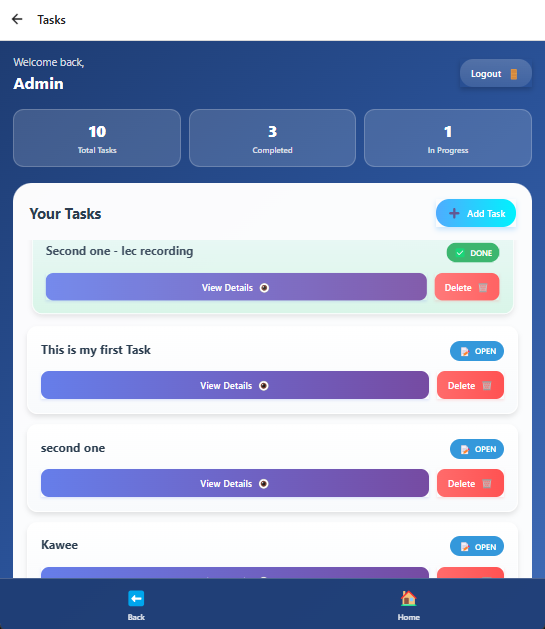 Tasks
Welcome back,
Admin
Logout
10
Total Tasks
3
Completed
1
In Progress
Your Tasks
Add Task
Second one - lec recording
DONE
View Details
Delete
This is my first Task
OPEN
View Details
Delete
second one
OPEN
View Details
Delete
Kawee
OPEN
Back
Home